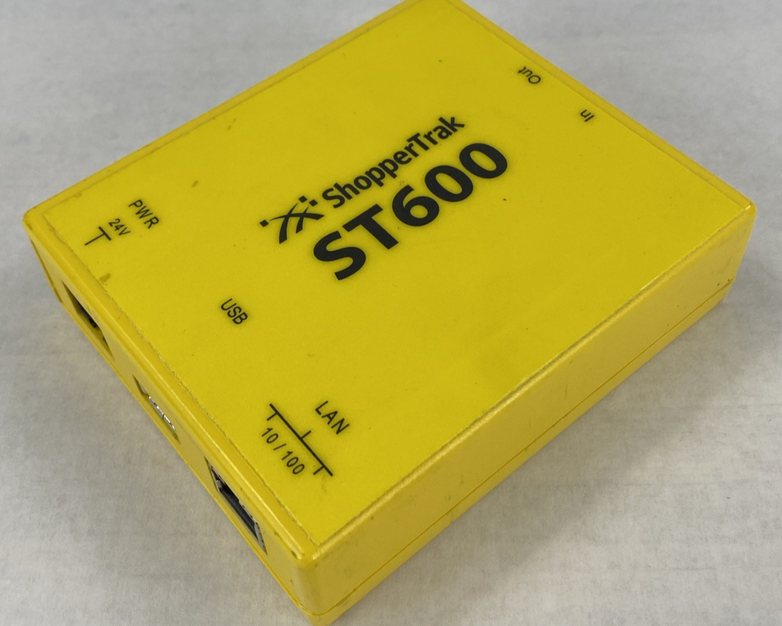 Out
In
ShopperTrak
ST600
PWR
24V
USB
LAN
10 / 100